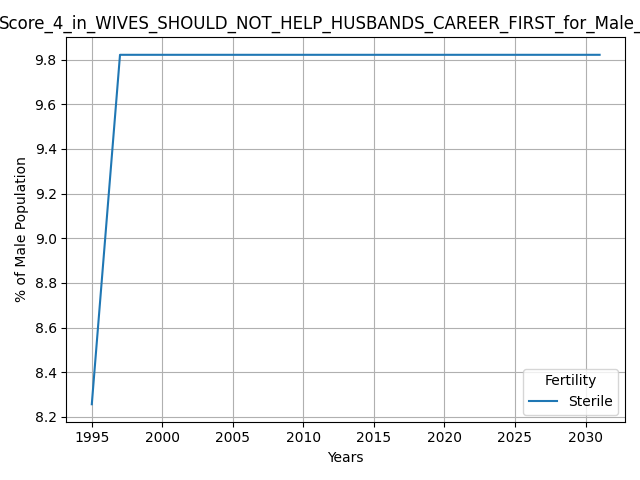 Score_4_in_WIVES_SHOULD_NOT_HELP_HUSBANDS_CAREER_FIRST_for_Male_
% of Male Population
9.8
9.6
9.4
9.2
9.0
8.8
8.6
8.4
8.2
Fertility
Sterile
1995 2000 2005 2010 2015 2020 2025 2030
Years